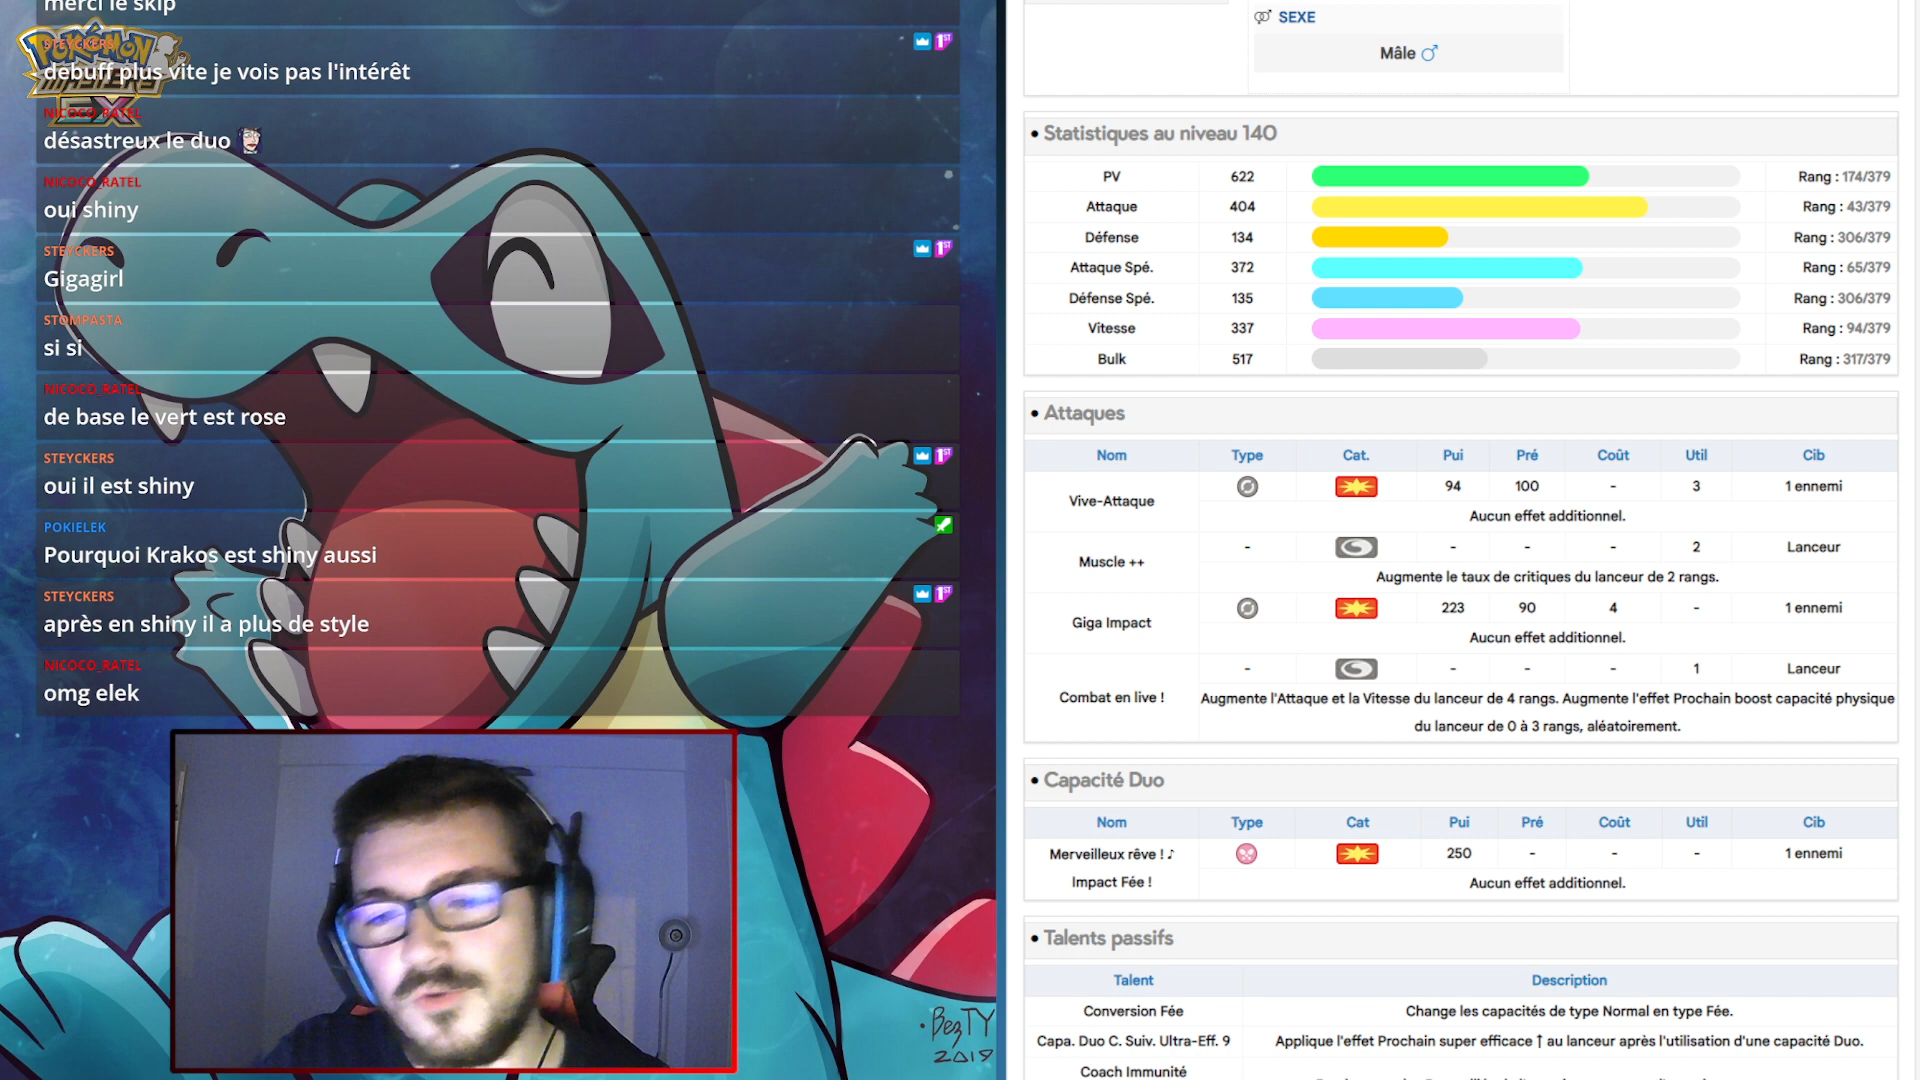 merci le skip
STEYCKERS
debuff plus vite je vois pas l'intérêt
POKÉMON
MASTERS
EX
NICOCO_RATEL
désastreux le duo
NICOCO_RATEL
oui shiny
STEYCKERS
Gigagirl
STOMPASTA
si si
NICOCO_RATEL
de base le vert est rose
STEYCKERS
oui il est shiny
POKIELEK
Pourquoi Krakos est shiny aussi
STEYCKERS
après en shiny il a plus de style
NICOCO_RATEL
omg elek
1ST
1ST
1ST
1ST
BezTY
2019
SEXE
Mâle ♂
• Statistiques au niveau 140
PV 622 Rang : 174/379
Attaque 404 Rang : 43/379
Défense 134 Rang : 306/379
Attaque Spé. 372 Rang : 65/379
Défense Spé. 135 Rang : 306/379
Vitesse 337 Rang : 94/379
Bulk 517 Rang : 317/379
• Attaques
Nom Type Cat. Pui Pré Coût Util Cib
Vive-Attaque 94 100 - 3 1 ennemi
Aucun effet additionnel.
Muscle ++ - - - - 2 Lanceur
Augmente le taux de critiques du lanceur de 2 rangs.
Giga Impact 223 90 4 - 1 ennemi
Aucun effet additionnel.
Combat en live ! - - - - 1 Lanceur
Augmente l'Attaque et la Vitesse du lanceur de 4 rangs. Augmente l'effet Prochain boost capacité physique
du lanceur de 0 à 3 rangs, aléatoirement.
• Capacité Duo
Nom Type Cat Pui Pré Coût Util Cib
Merveilleux rêve ! ♪ 250 - - - 1 ennemi
Impact Fée ! Aucun effet additionnel.
• Talents passifs
Talent Description
Conversion Fée Change les capacités de type Normal en type Fée.
Capa. Duo C. Suiv. Ultra-Eff. 9 Applique l'effet Prochain super efficace ↑ au lanceur après l'utilisation d'une capacité Duo.
Coach Immunité